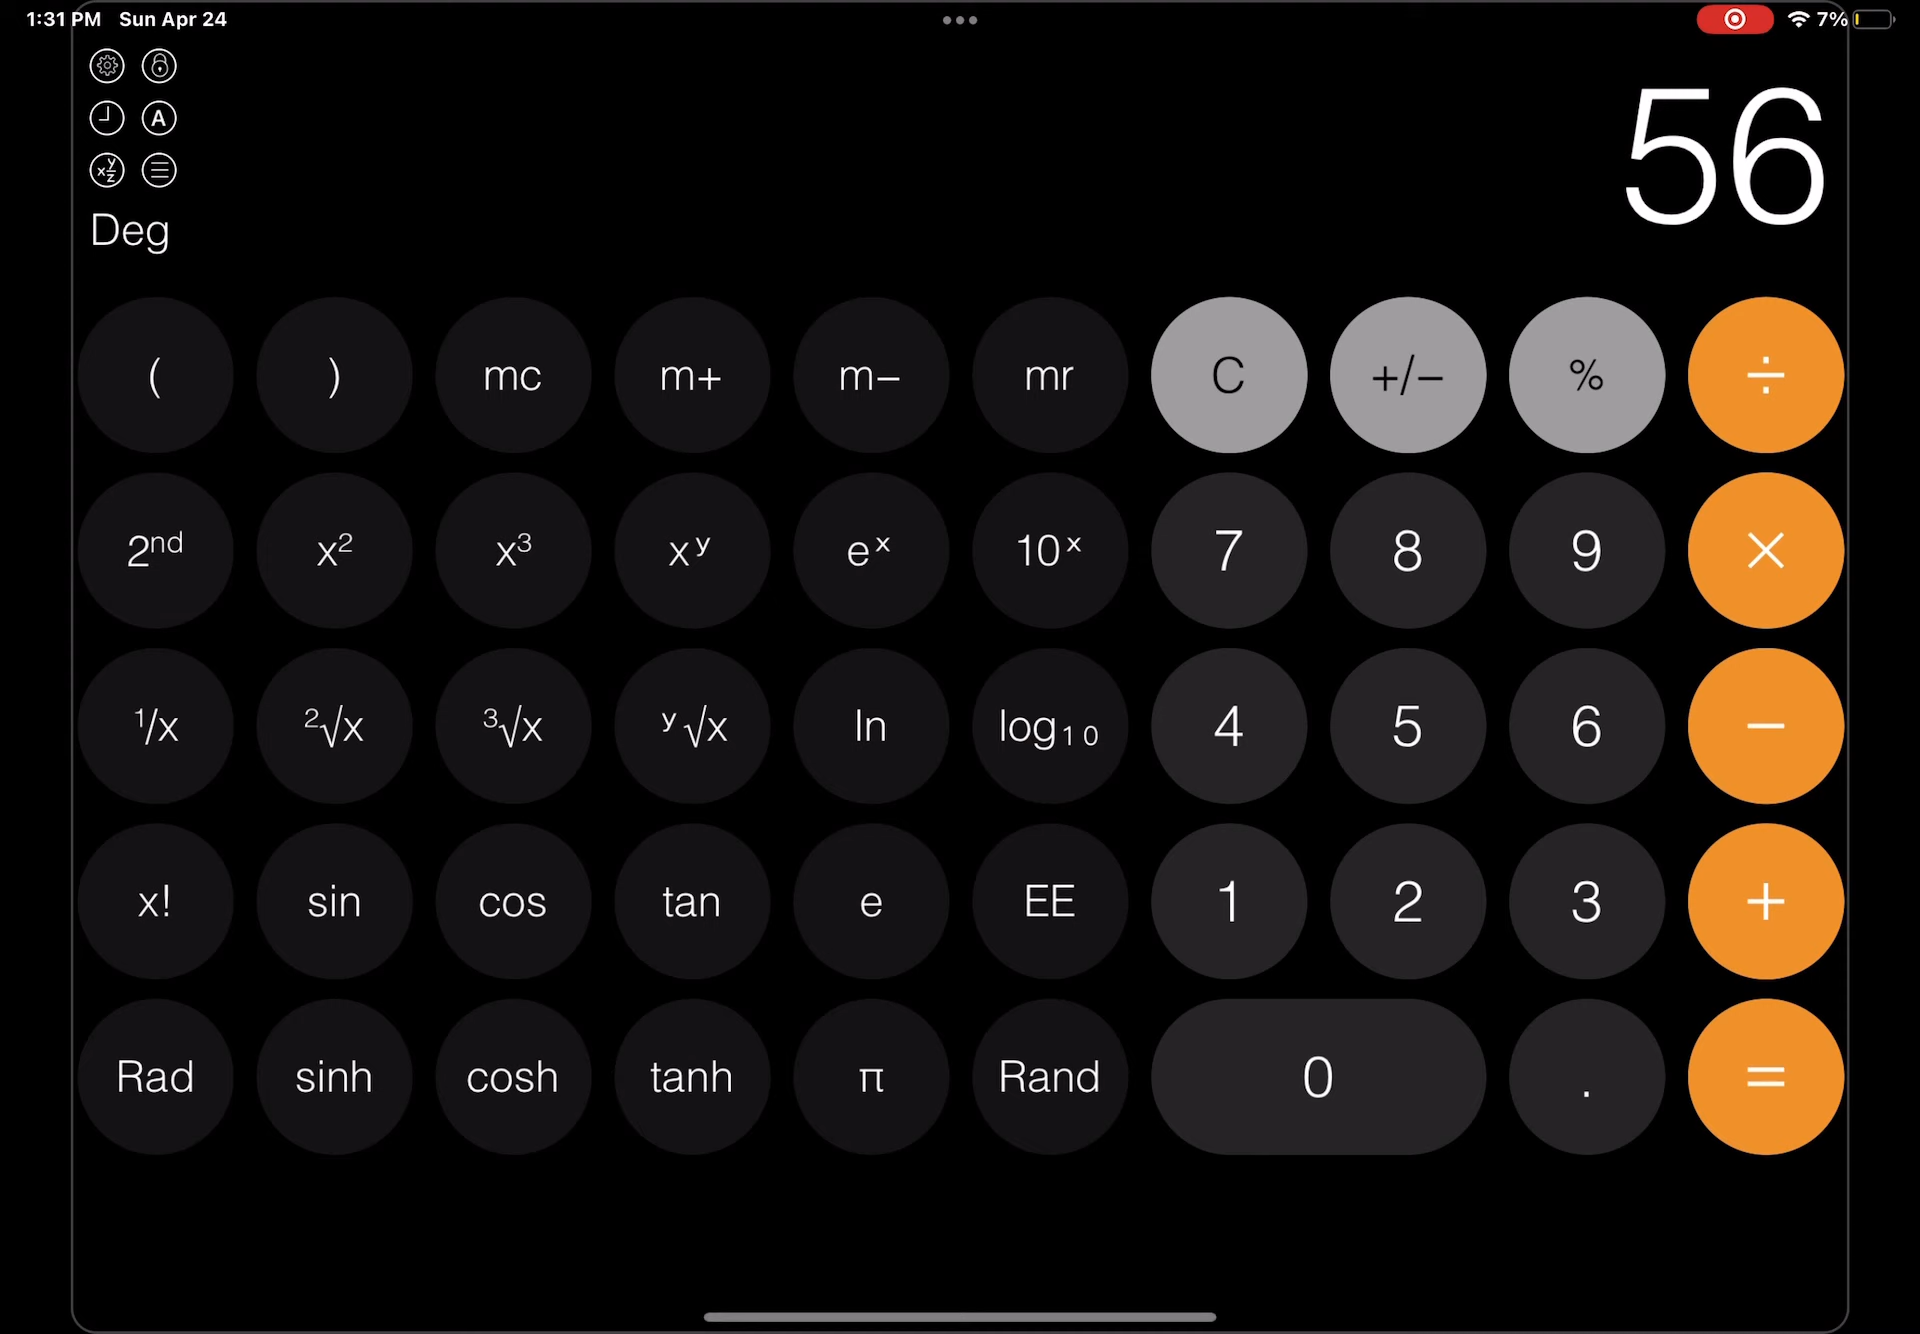 1:31 PM Sun Apr 24
7%
A
x y/z
56
Deg
( ) mc m+ m− mr C +/− % ÷
2nd x² x³ xʸ eˣ 10ˣ 7 8 9 ×
1/x ²√x ³√x ʸ√x ln log₁₀ 4 5 6 −
x! sin cos tan e EE 1 2 3 +
Rad sinh cosh tanh π Rand 0 . =